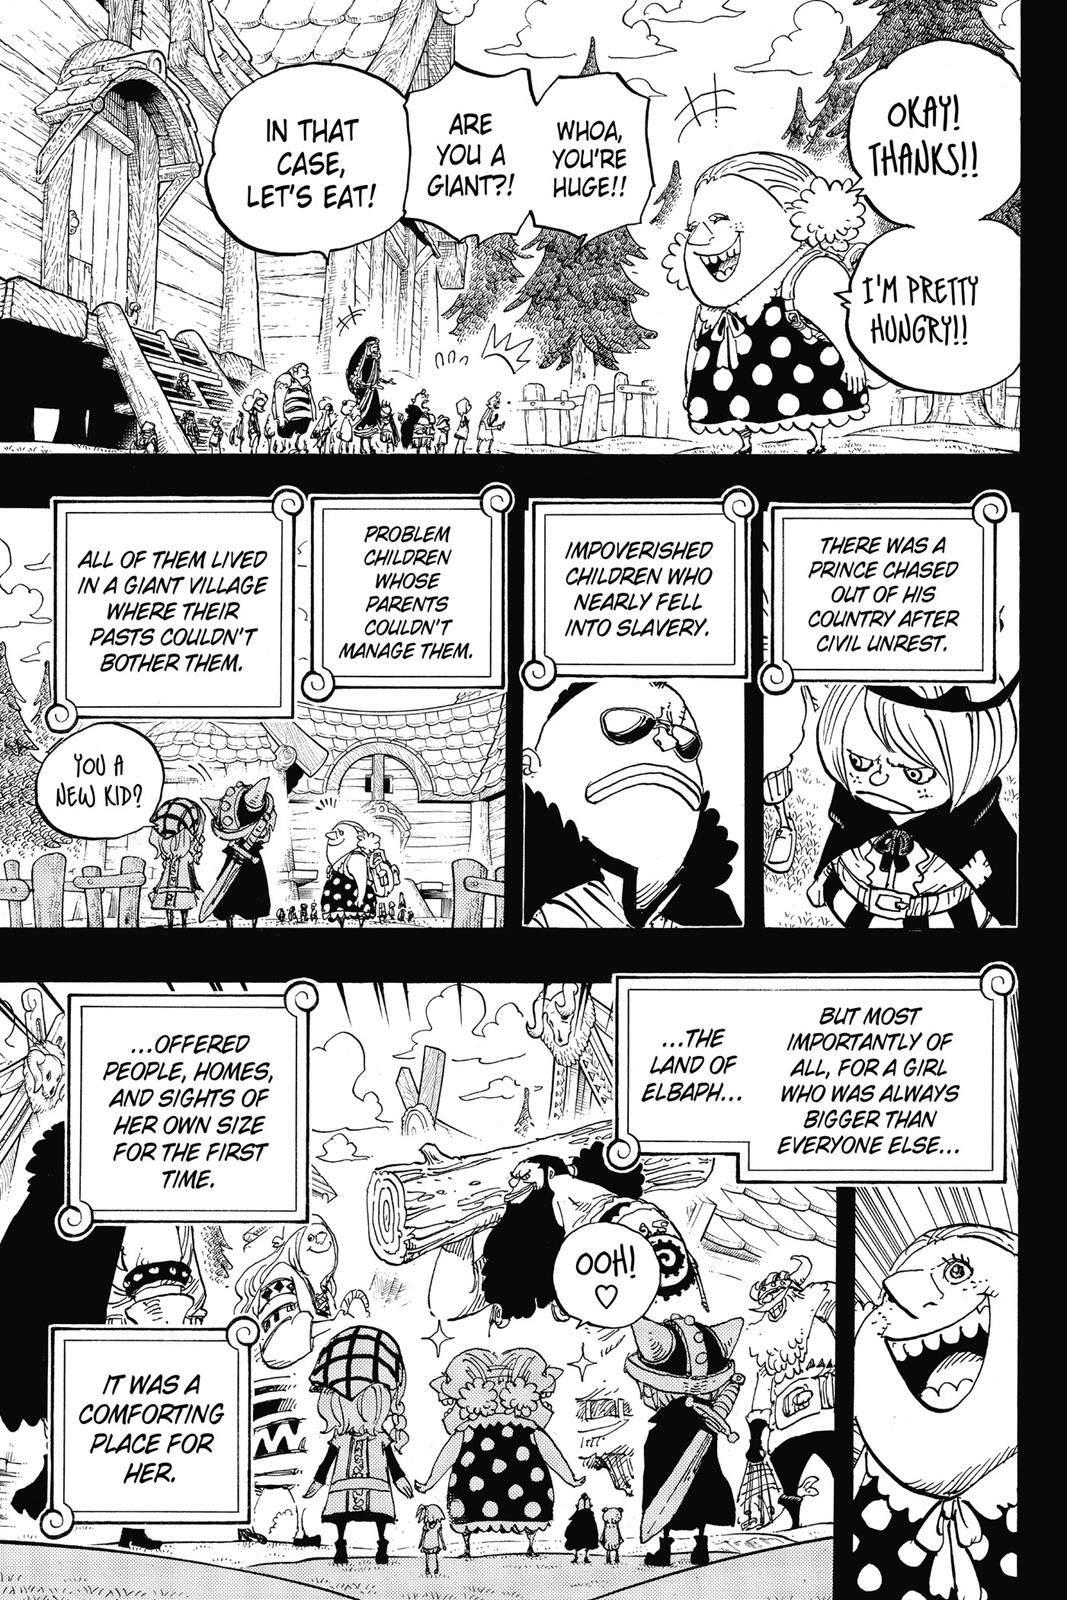 OKAY!
THANKS!!
I'M PRETTY
HUNGRY!!
WHOA,
YOU'RE
HUGE!!
ARE
YOU A
GIANT?!
IN THAT
CASE,
LET'S EAT!
THERE WAS A
PRINCE CHASED
OUT OF HIS
COUNTRY AFTER
CIVIL UNREST.
IMPOVERISHED
CHILDREN WHO
NEARLY FELL
INTO SLAVERY.
PROBLEM
CHILDREN
WHOSE
PARENTS
COULDN'T
MANAGE THEM.
ALL OF THEM LIVED
IN A GIANT VILLAGE
WHERE THEIR
PASTS COULDN'T
BOTHER THEM.
YOU A
NEW KID?
BUT MOST
IMPORTANTLY OF
ALL, FOR A GIRL
WHO WAS ALWAYS
BIGGER THAN
EVERYONE ELSE...
...THE
LAND OF
ELBAPH...
...OFFERED
PEOPLE, HOMES,
AND SIGHTS OF
HER OWN SIZE
FOR THE FIRST
TIME.
OOH!
♡
IT WAS A
COMFORTING
PLACE FOR
HER.